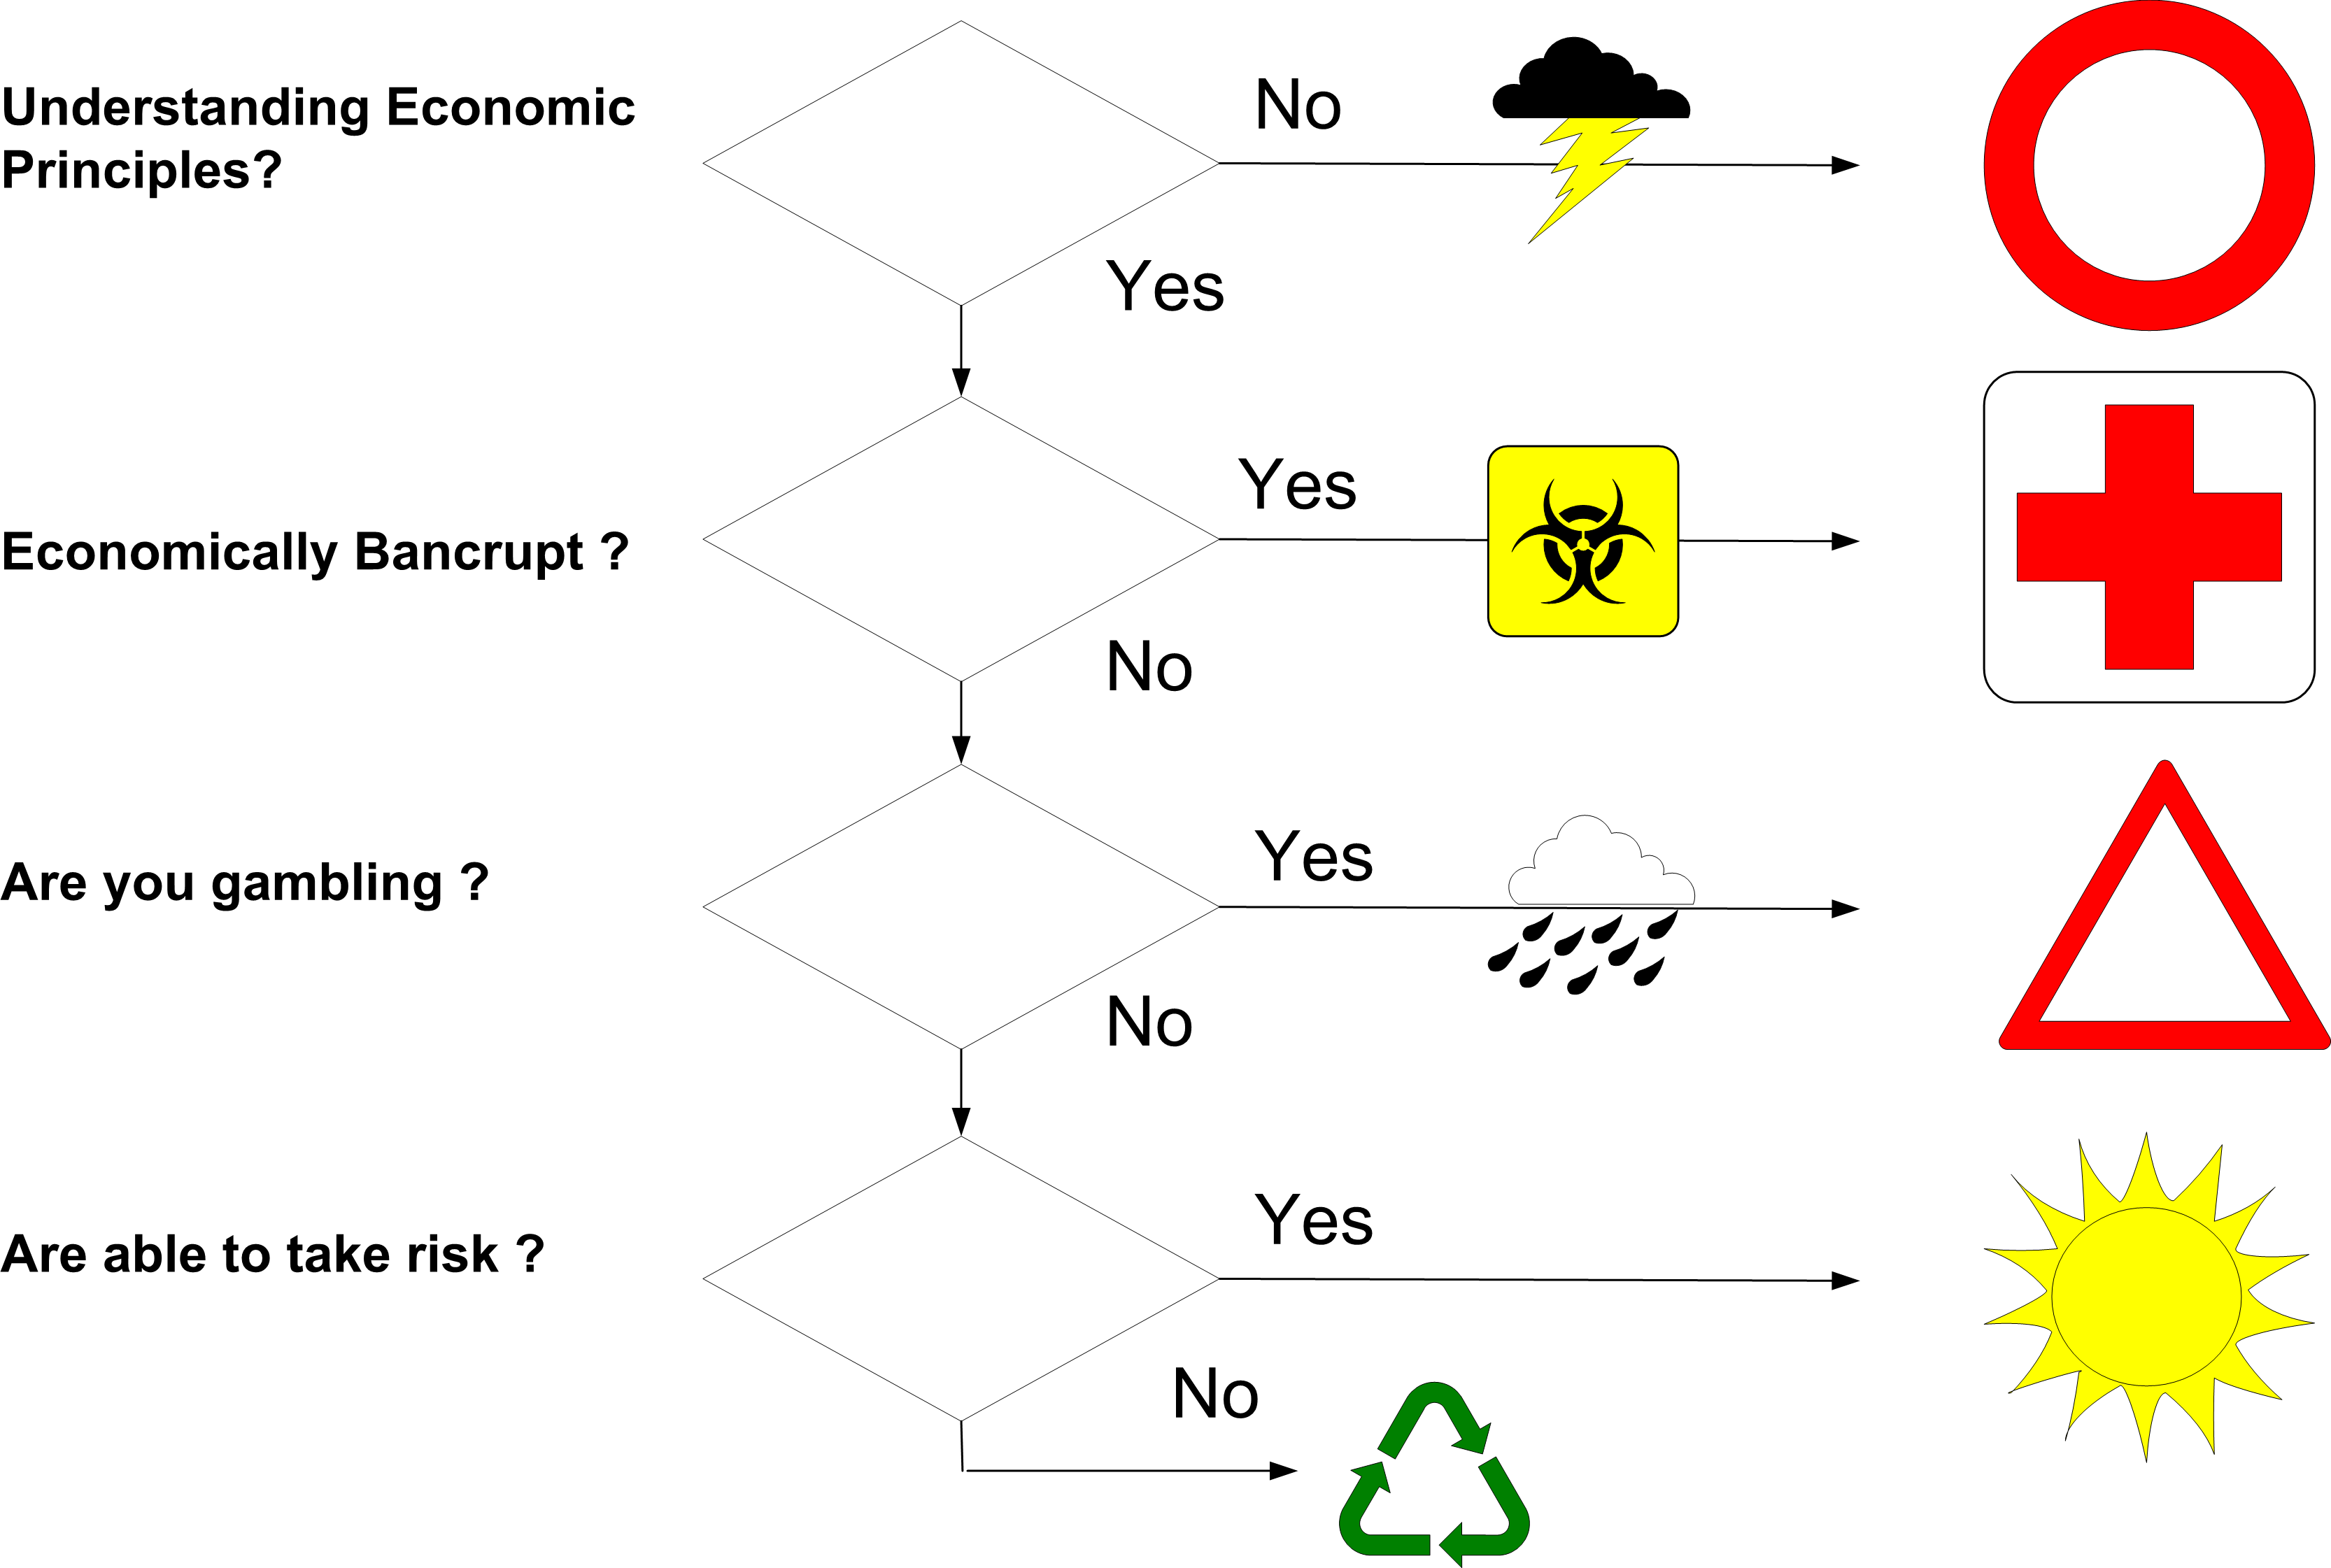 Understanding Economic
Principles?
No
Yes
Economically Bancrupt ?
Yes
No
Are you gambling ?
Yes
No
Are able to take risk ?
Yes
No